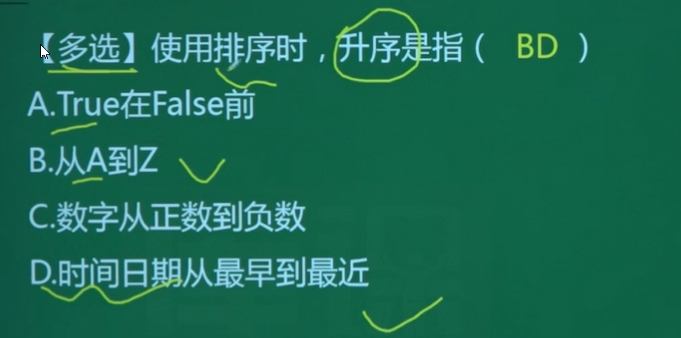 【多选】使用排序时，升序是指（ BD ）
A.True在False前
B.从A到Z
C.数字从正数到负数
D.时间日期从最早到最近